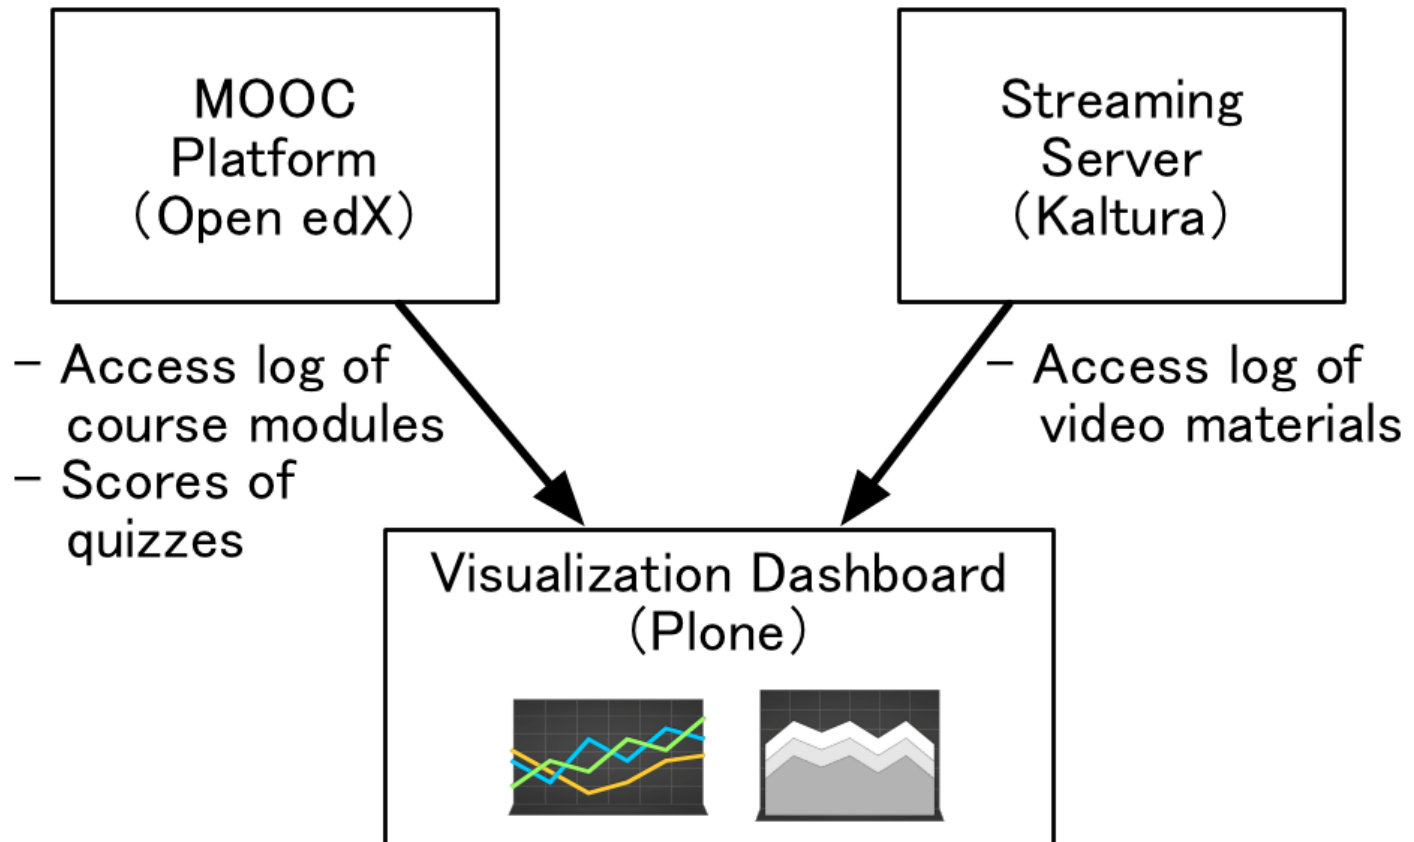 MOOC
Platform
（Open edX）
Streaming
Server
（Kaltura）
− Access log of
course modules
− Scores of
quizzes
− Access log of
video materials
Visualization Dashboard
（Plone）